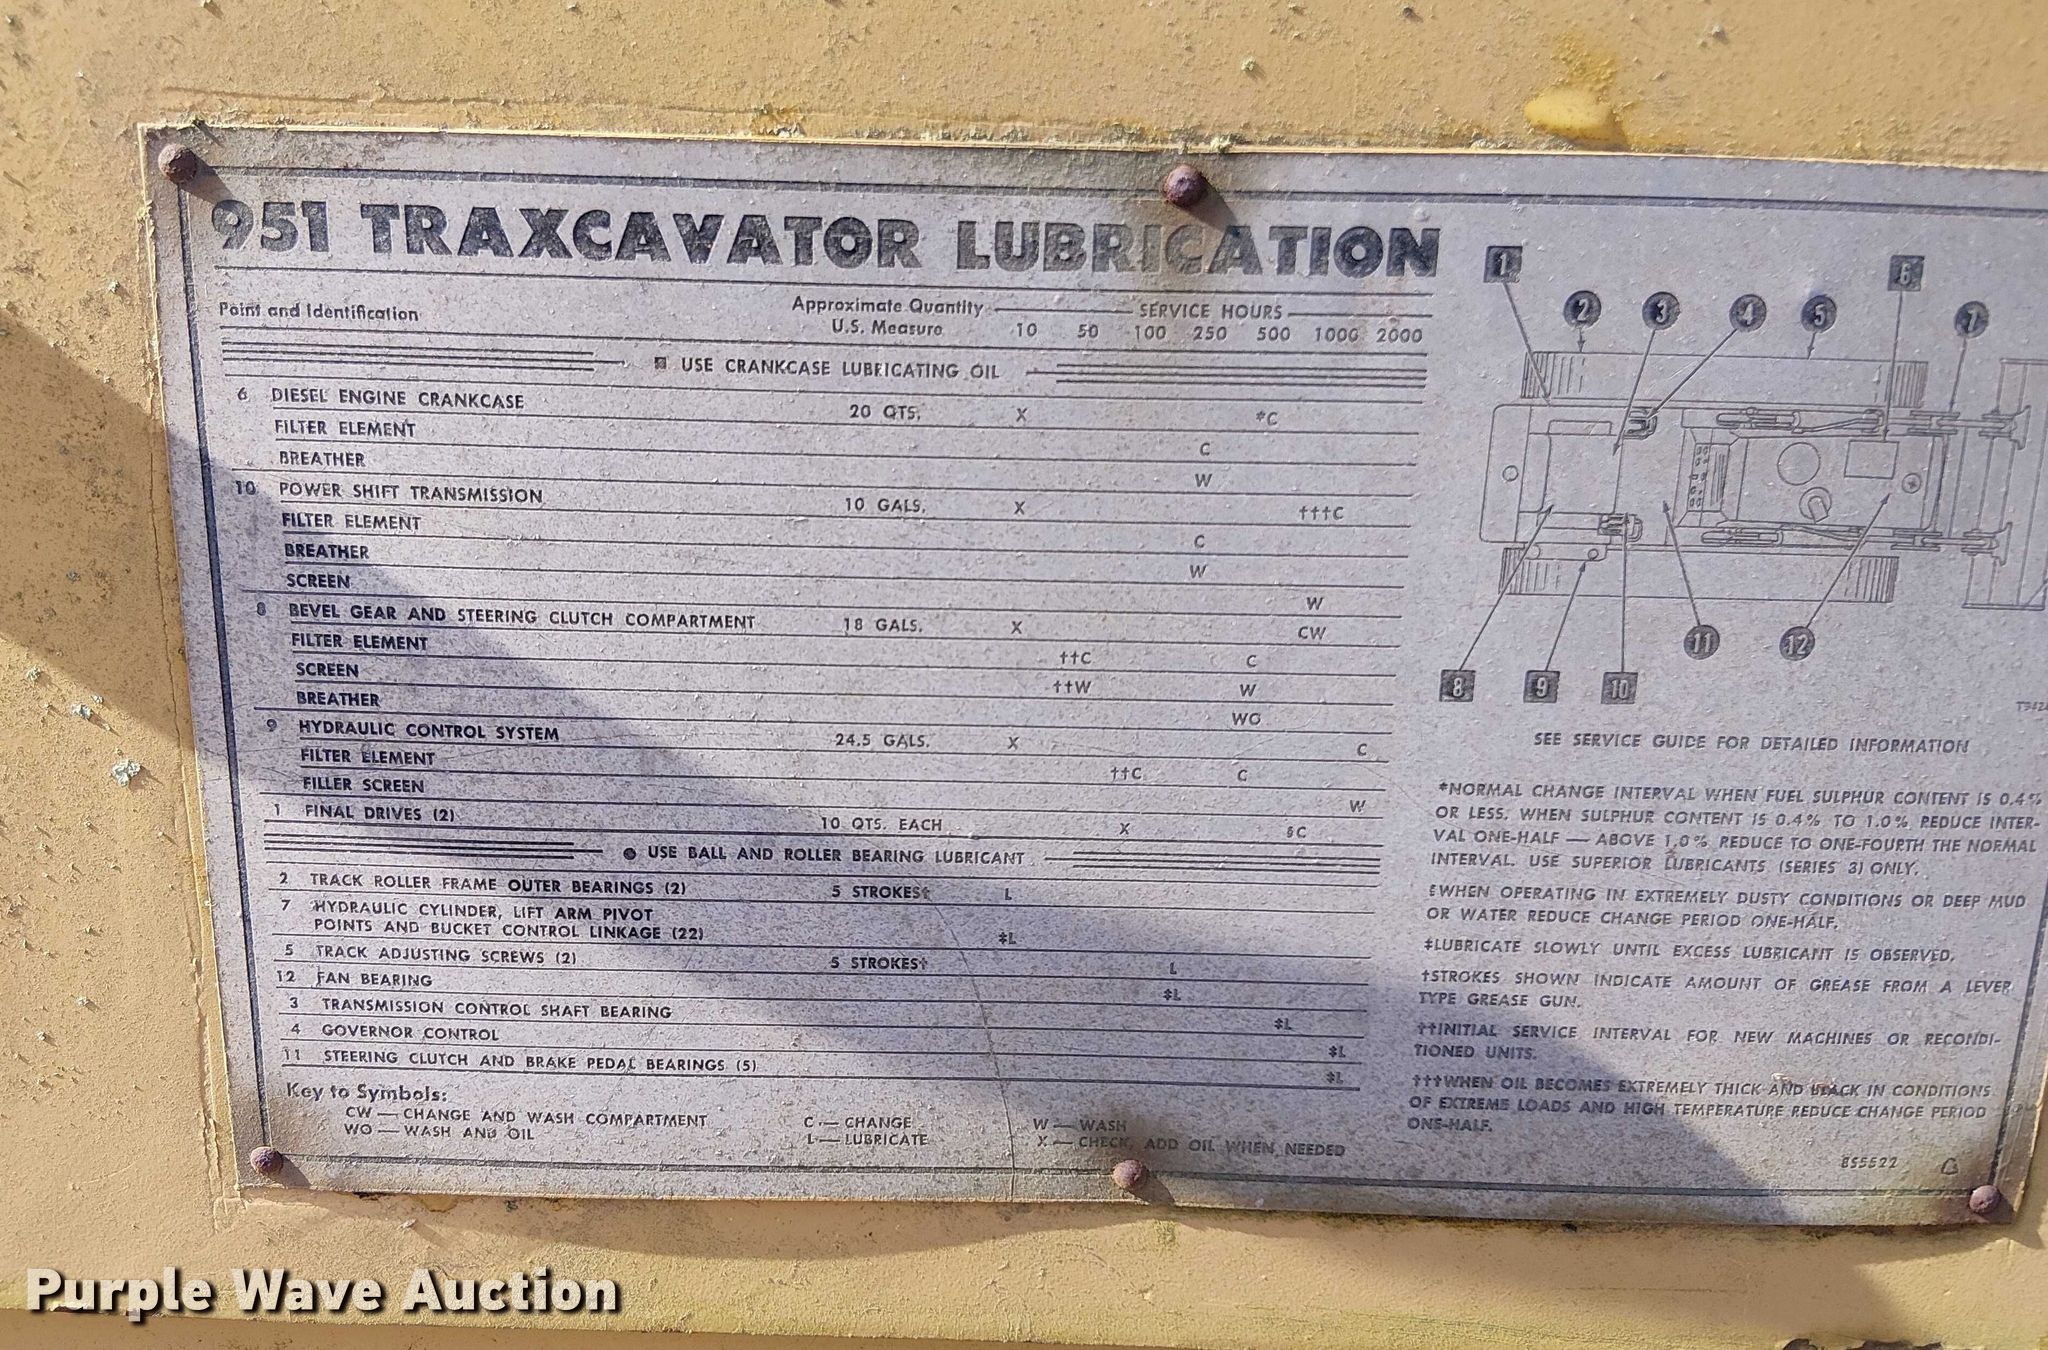 951 TRAXCAVATOR LUBRICATION
Point and Identification Approximate Quantity U.S. Measure SERVICE HOURS
10 50 100 250 500 1000 2000
■ USE CRANKCASE LUBRICATING OIL
6 DIESEL ENGINE CRANKCASE 20 QTS. X *C
FILTER ELEMENT C
BREATHER W
10 POWER SHIFT TRANSMISSION 10 GALS. X †††C
FILTER ELEMENT C
BREATHER W
SCREEN W
8 BEVEL GEAR AND STEERING CLUTCH COMPARTMENT 18 GALS. X CW
FILTER ELEMENT ††C C
SCREEN ††W W
BREATHER WO
9 HYDRAULIC CONTROL SYSTEM 24.5 GALS. X C
FILTER ELEMENT ††C C
FILLER SCREEN W
1 FINAL DRIVES (2) 10 QTS. EACH X §C
● USE BALL AND ROLLER BEARING LUBRICANT
2 TRACK ROLLER FRAME OUTER BEARINGS (2) 5 STROKES† L
7 HYDRAULIC CYLINDER, LIFT ARM PIVOT
POINTS AND BUCKET CONTROL LINKAGE (22) ‡L
5 TRACK ADJUSTING SCREWS (2) 5 STROKES† L
12 FAN BEARING ‡L
3 TRANSMISSION CONTROL SHAFT BEARING ‡L
4 GOVERNOR CONTROL ‡L
11 STEERING CLUTCH AND BRAKE PEDAL BEARINGS (5) ‡L
Key to Symbols:
CW — CHANGE AND WASH COMPARTMENT C — CHANGE W — WASH
WO — WASH AND OIL L — LUBRICATE X — CHECK, ADD OIL WHEN NEEDED
1 2 3 4 5 6 7
8 9 10 11 12
SEE SERVICE GUIDE FOR DETAILED INFORMATION
*NORMAL CHANGE INTERVAL WHEN FUEL SULPHUR CONTENT IS 0.4%
OR LESS. WHEN SULPHUR CONTENT IS 0.4% TO 1.0% REDUCE INTER-
VAL ONE-HALF — ABOVE 1.0% REDUCE TO ONE-FOURTH THE NORMAL
INTERVAL. USE SUPERIOR LUBRICANTS (SERIES 3) ONLY.
§WHEN OPERATING IN EXTREMELY DUSTY CONDITIONS OR DEEP MUD
OR WATER REDUCE CHANGE PERIOD ONE-HALF.
‡LUBRICATE SLOWLY UNTIL EXCESS LUBRICANT IS OBSERVED.
†STROKES SHOWN INDICATE AMOUNT OF GREASE FROM A LEVER
TYPE GREASE GUN.
††INITIAL SERVICE INTERVAL FOR NEW MACHINES OR RECONDI-
TIONED UNITS.
†††WHEN OIL BECOMES EXTREMELY THICK AND BLACK IN CONDITIONS
OF EXTREME LOADS AND HIGH TEMPERATURE REDUCE CHANGE PERIOD
ONE-HALF.
8S5522
Purple Wave Auction